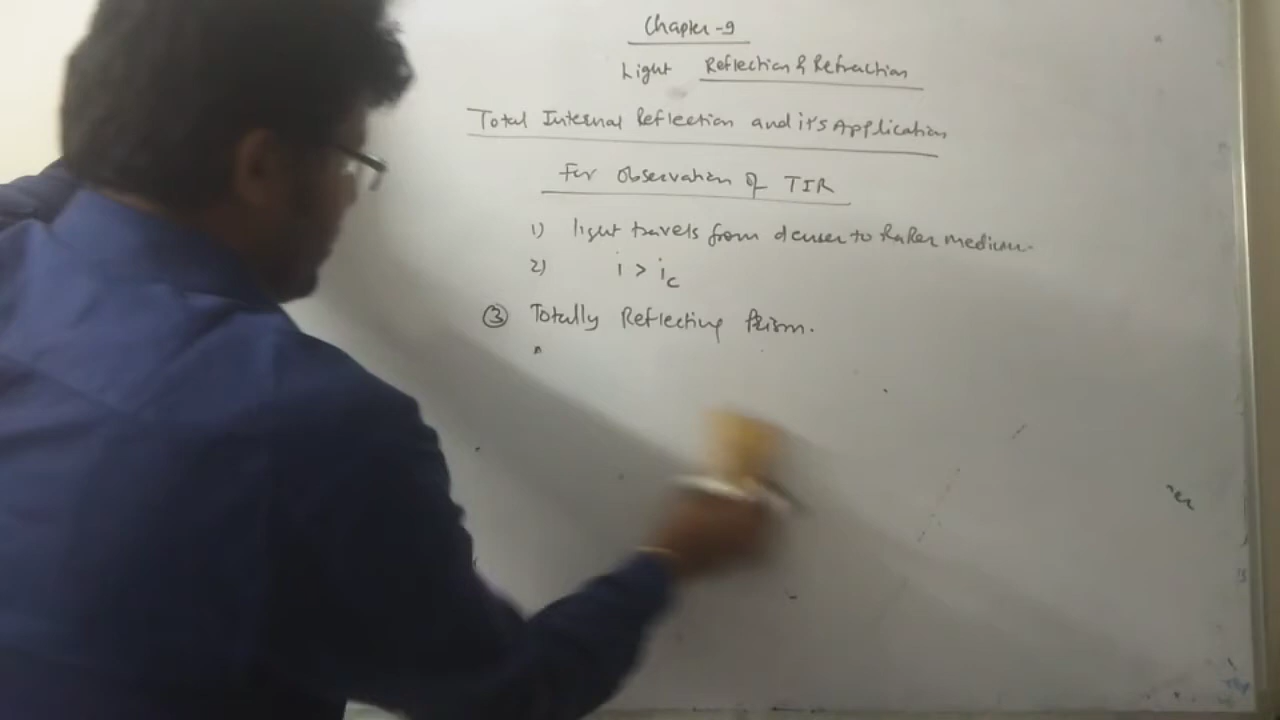 Chapter-9
Light Reflection & Refraction
Total Internal Reflection and it's Application
For Observation of TIR
1) light travels from denser to RaRer medium.
2) i > ic
③ Totally Reflecting Prism.